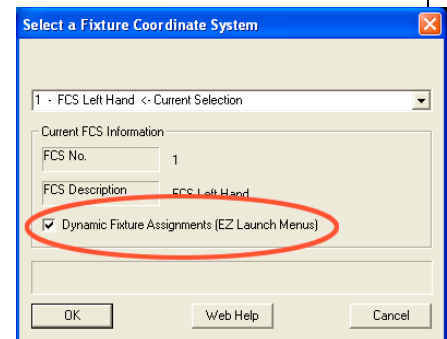 Select a Fixture Coordinate System
1 - FCS Left Hand <- Current Selection
Current FCS Information
FCS No. 1
FCS Description FCS Left Hand
Dynamic Fixture Assignments (EZ Launch Menus)
OK Web Help Cancel